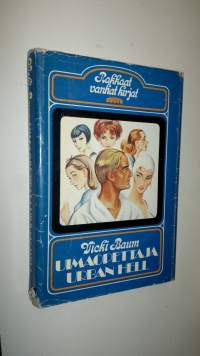 Rakkaat
vanhat kirjat
Vicki Baum
UIMAOPETTAJA
URBAN HELL